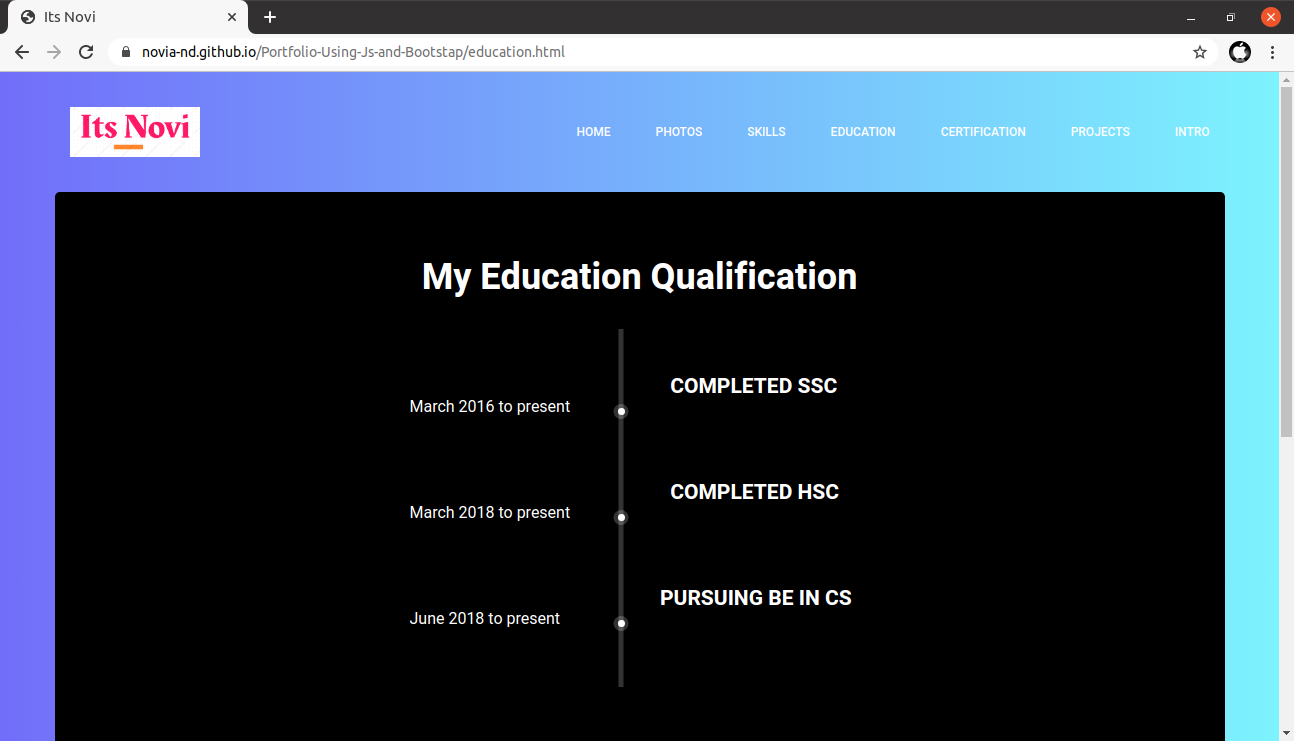 Its Novi
novia-nd.github.io/Portfolio-Using-Js-and-Bootstap/education.html
Its Novi
HOME PHOTOS SKILLS EDUCATION CERTIFICATION PROJECTS INTRO
My Education Qualification
COMPLETED SSC
March 2016 to present
COMPLETED HSC
March 2018 to present
PURSUING BE IN CS
June 2018 to present